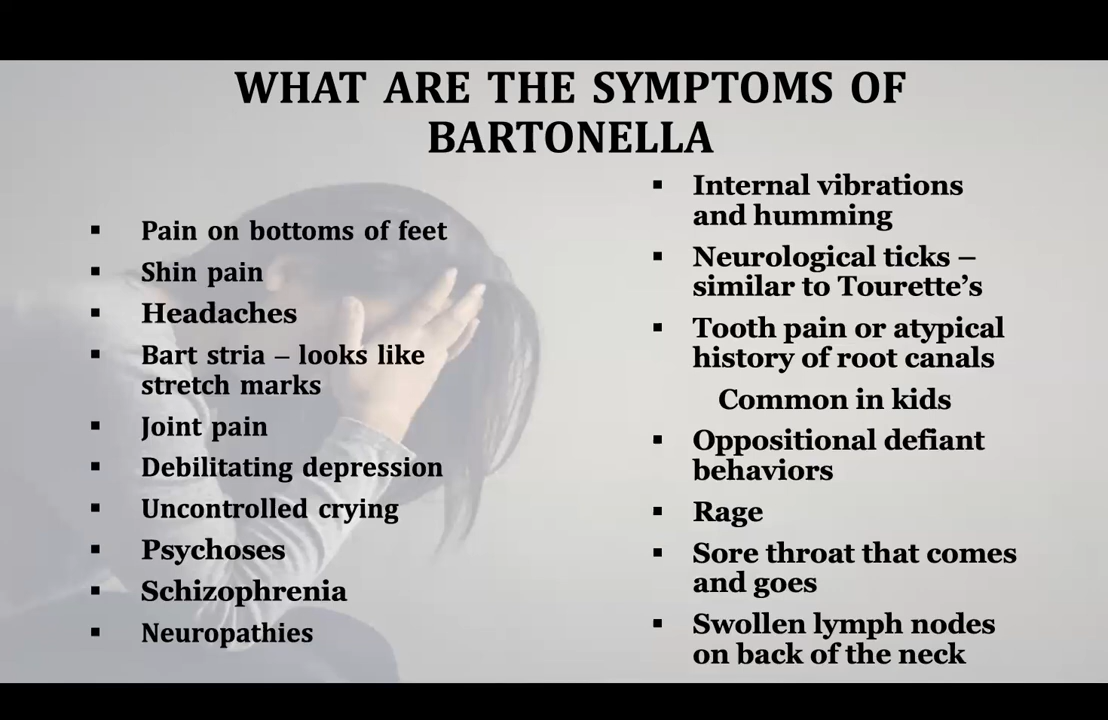 WHAT ARE THE SYMPTOMS OF
BARTONELLA
▪ Pain on bottoms of feet
▪ Shin pain
▪ Headaches
▪ Bart stria – looks like
stretch marks
▪ Joint pain
▪ Debilitating depression
▪ Uncontrolled crying
▪ Psychoses
▪ Schizophrenia
▪ Neuropathies
▪ Internal vibrations
and humming
▪ Neurological ticks –
similar to Tourette’s
▪ Tooth pain or atypical
history of root canals
Common in kids
▪ Oppositional defiant
behaviors
▪ Rage
▪ Sore throat that comes
and goes
▪ Swollen lymph nodes
on back of the neck